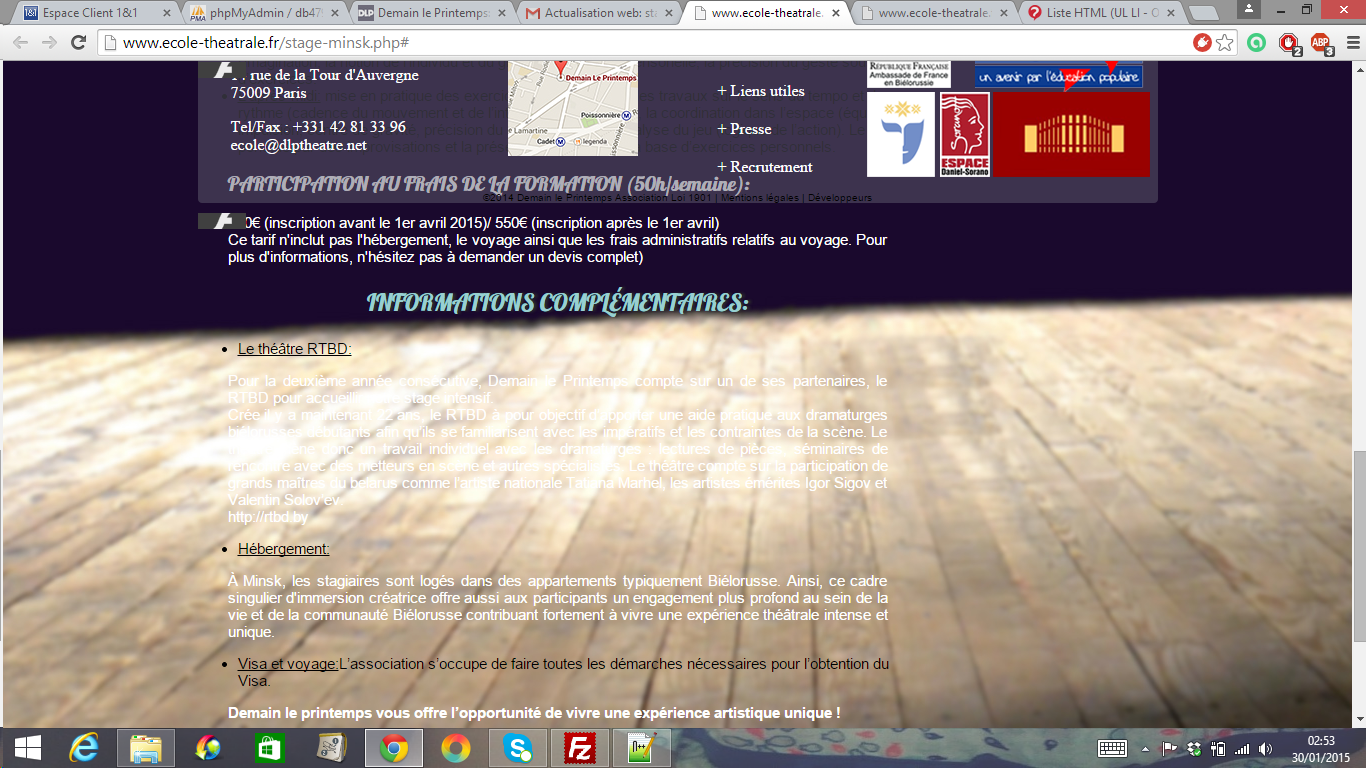 Espace Client 1&1
phpMyAdmin / db47
Demain le Printemps:
Actualisation web: st
www.ecole-theatrale.
www.ecole-theatrale.
Liste HTML (UL LI - O
www.ecole-theatrale.fr/stage-minsk.php#
2
3
rue de la Tour d'Auvergne
75009 Paris
Tel/Fax : +331 42 81 33 96
ecole@dlptheatre.net
Demain Le Printemps
Poissonnière
Lamartine
Cadet
legenda
+ Liens utiles
+ Presse
+ Recrutement
RÉPUBLIQUE FRANÇAISE
Ambassade de France
en Biélorussie
un avenir par l'éducation populaire
ESPACE
Daniel-Sorano
PARTICIPATION AU FRAIS DE LA FORMATION (50h/semaine):
©2014 Demain le Printemps Association Loi 1901 | Mentions légales | Développeurs
0€ (inscription avant le 1er avril 2015)/ 550€ (inscription après le 1er avril)
Ce tarif n'inclut pas l'hébergement, le voyage ainsi que les frais administratifs relatifs au voyage. Pour
plus d'informations, n'hésitez pas à demander un devis complet)
INFORMATIONS COMPLÉMENTAIRES:
Le théâtre RTBD:
Pour la deuxième année consécutive, Demain le Printemps compte sur un de ses partenaires, le
RTBD pour accueillir stage intensif.
Crée il y a maintenant 22 ans, le RTBD à pour objectif d'apporter une aide pratique aux dramaturges
biélorusses débutants afin qu'ils se familiarisent avec les impératifs et les contraintes de la scène. Le
donc un travail individuel avec les dramaturges : lectures de pièces, séminaires de
rencontre avec des metteurs en scène et autres spécialistes. Le théâtre compte sur la participation de
grands maîtres du belarus comme l'artiste nationale Tatiana Marhel, les artistes émérites Igor Sigov et
Valentin Solov'ev.
http://rtbd.by
Hébergement:
À Minsk, les stagiaires sont logés dans des appartements typiquement Biélorusse. Ainsi, ce cadre
singulier d'immersion créatrice offre aussi aux participants un engagement plus profond au sein de la
vie et de la communauté Biélorusse contribuant fortement à vivre une expérience théâtrale intense et
unique.
Visa et voyage:L'association s'occupe de faire toutes les démarches nécessaires pour l'obtention du
Visa.
Demain le printemps vous offre l'opportunité de vivre une expérience artistique unique !
02:53
30/01/2015